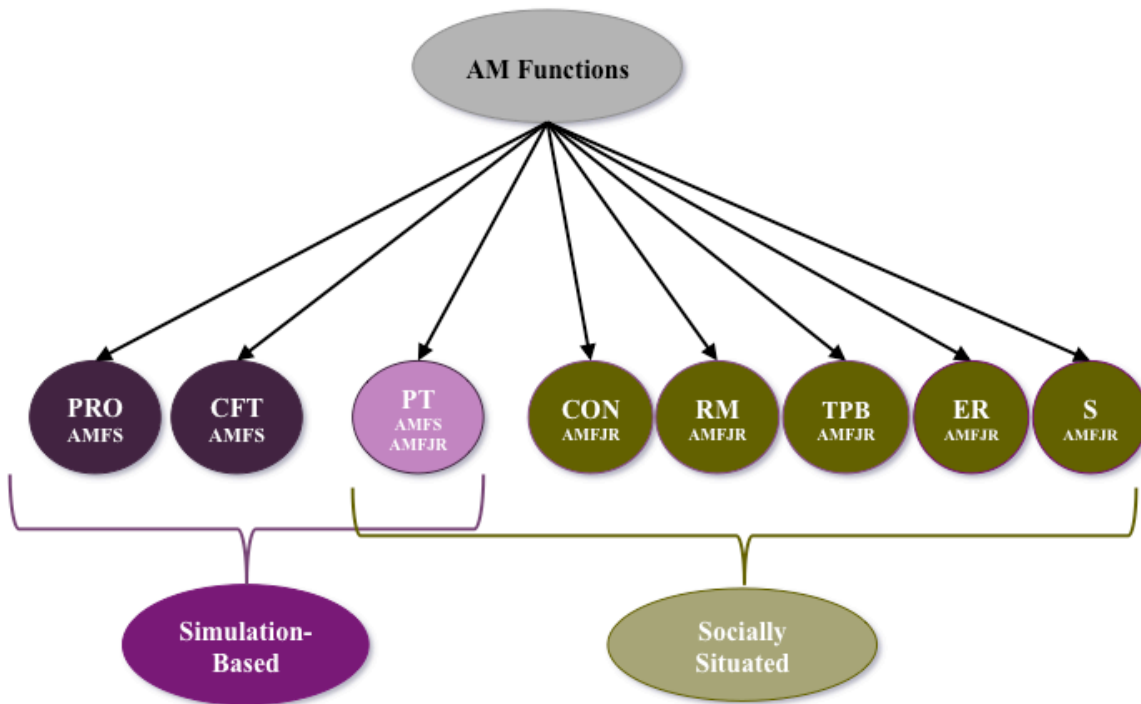 AM Functions
PRO
AMFS
CFT
AMFS
PT
AMFS
AMFJR
CON
AMFJR
RM
AMFJR
TPB
AMFJR
ER
AMFJR
S
AMFJR
Simulation-
Based
Socially
Situated